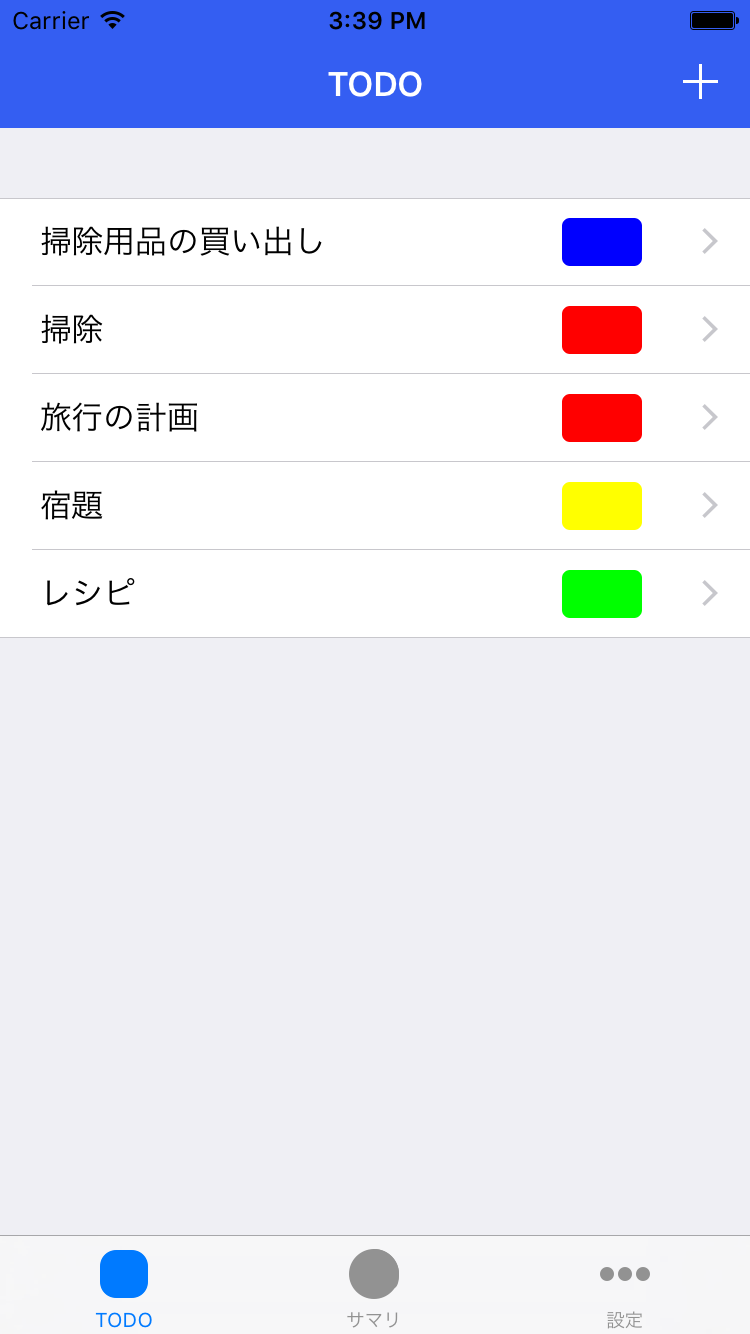 Carrier 3:39 PM
TODO
掃除用品の買い出し
掃除
旅行の計画
宿題
レシピ
TODO サマリ 設定